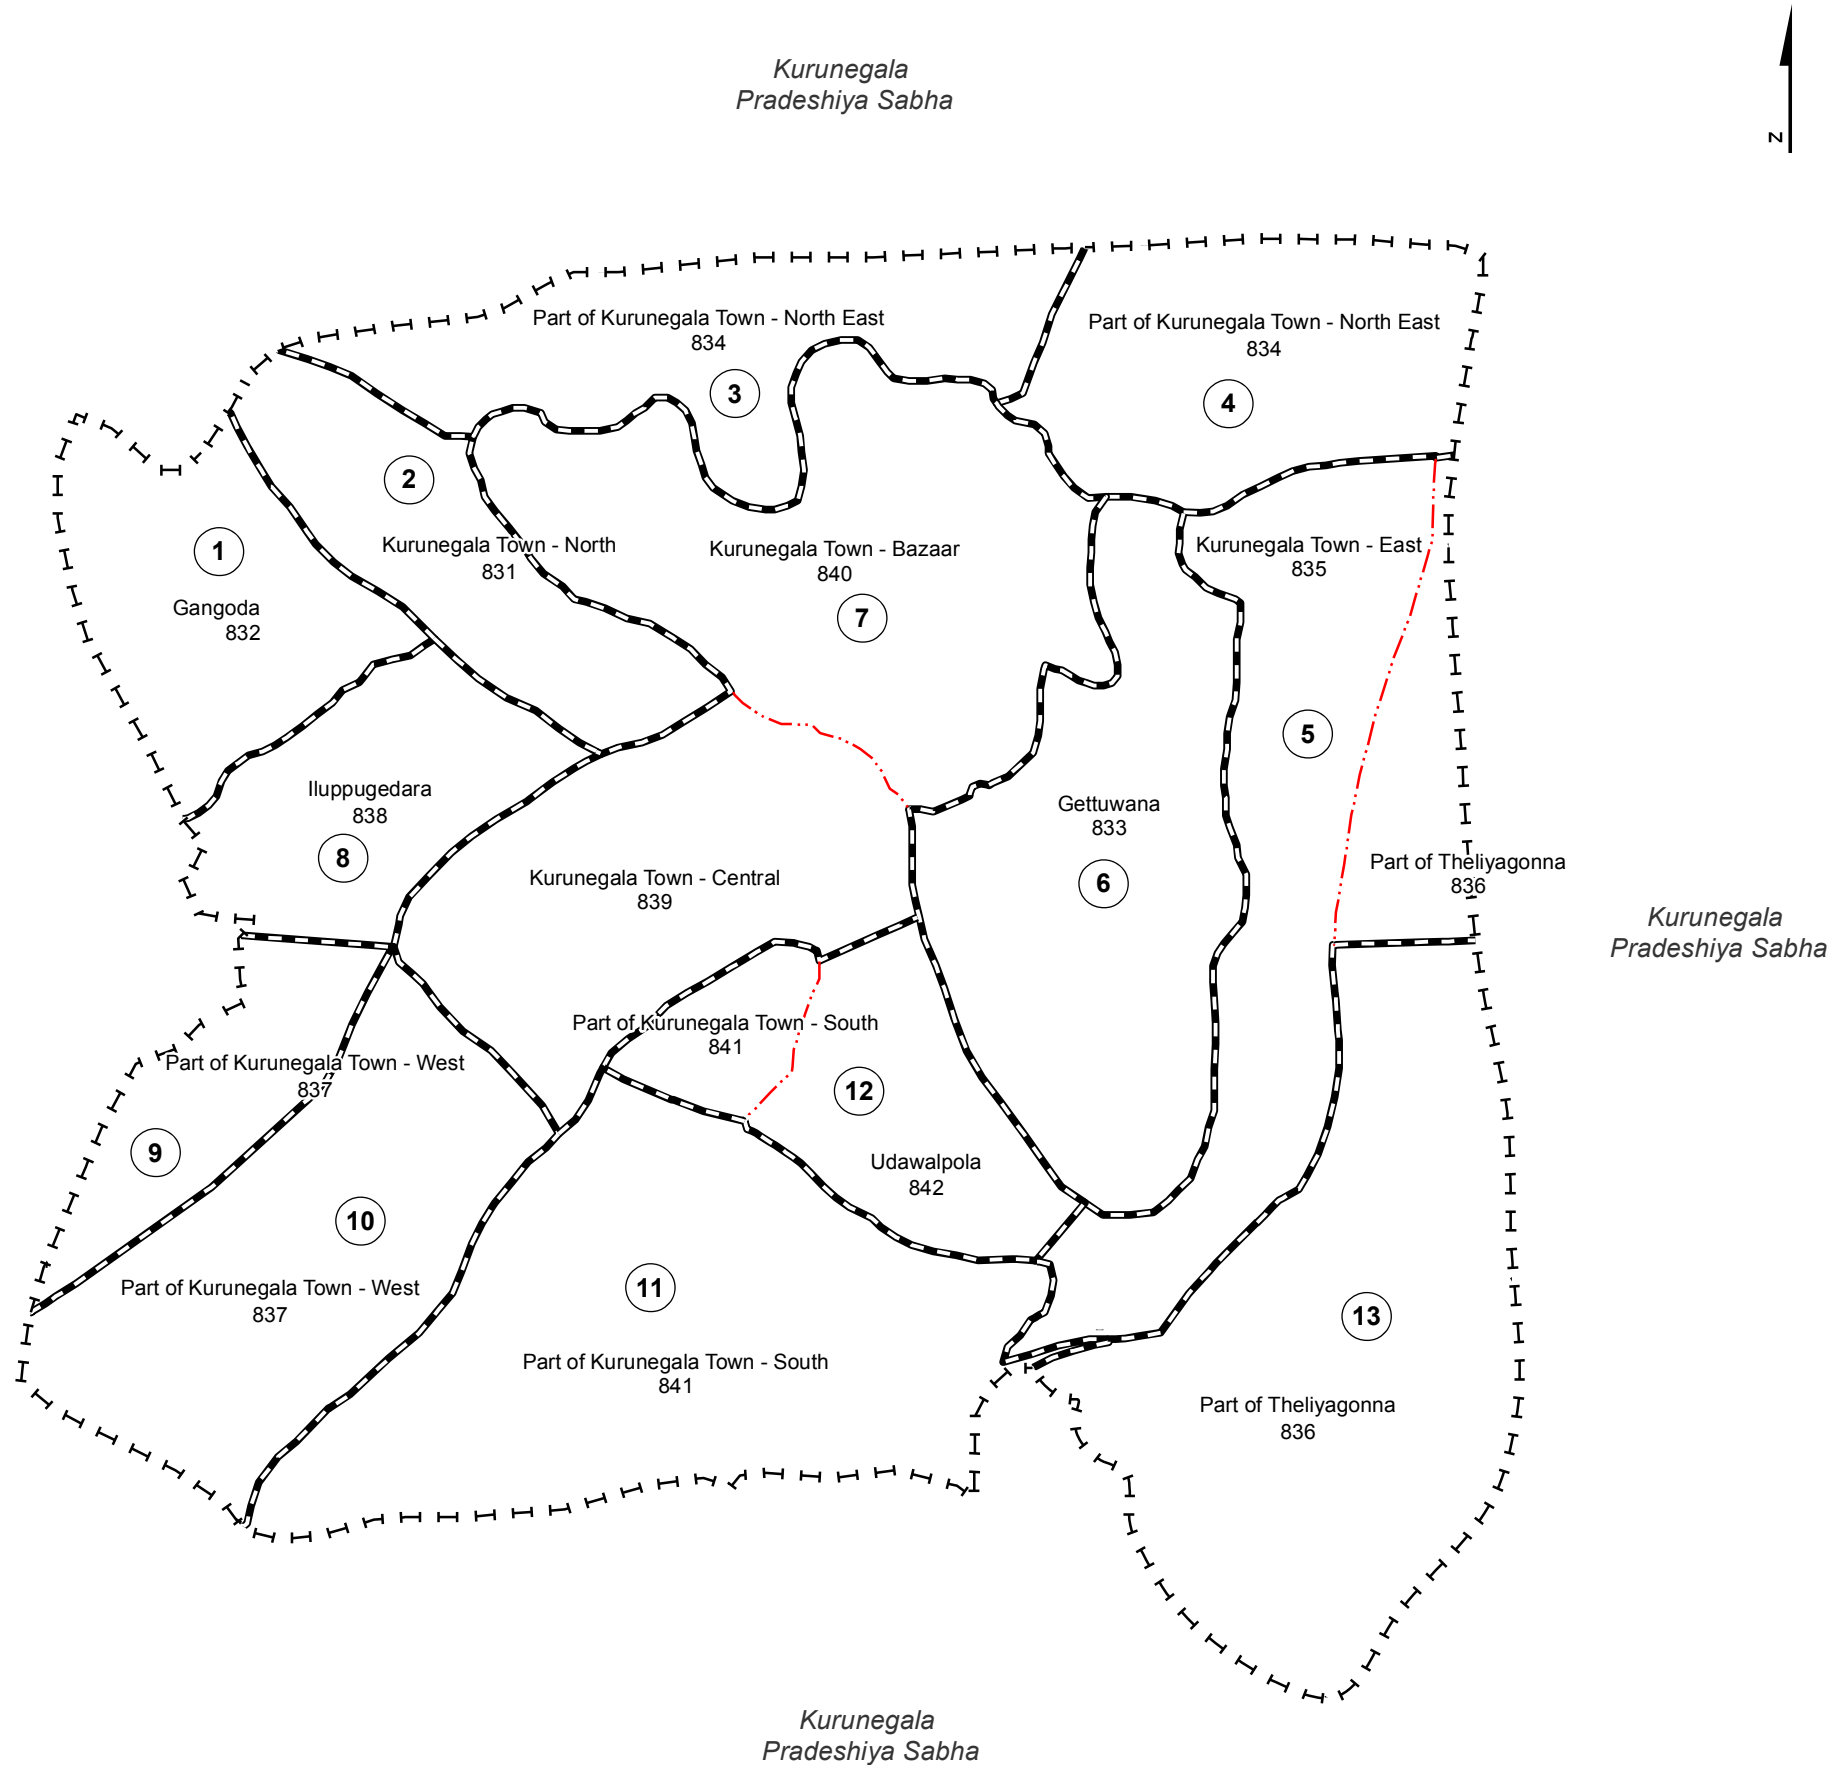 Kurunegala
Pradeshiya Sabha
N
Part of Kurunegala Town - North East
834
3
Part of Kurunegala Town - North East
834
4
2
Kurunegala Town - North
831
1
Gangoda
832
Kurunegala Town - Bazaar
840
7
Kurunegala Town - East
835
5
Iluppugedara
838
8
Gettuwana
833
6
Kurunegala Town - Central
839
Part of Theliyagonna
836
Kurunegala
Pradeshiya Sabha
Part of Kurunegala Town - South
841
12
Part of Kurunegala Town - West
837
9
Udawalpola
842
10
Part of Kurunegala Town - West
837
11
Part of Kurunegala Town - South
841
13
Part of Theliyagonna
836
Kurunegala
Pradeshiya Sabha